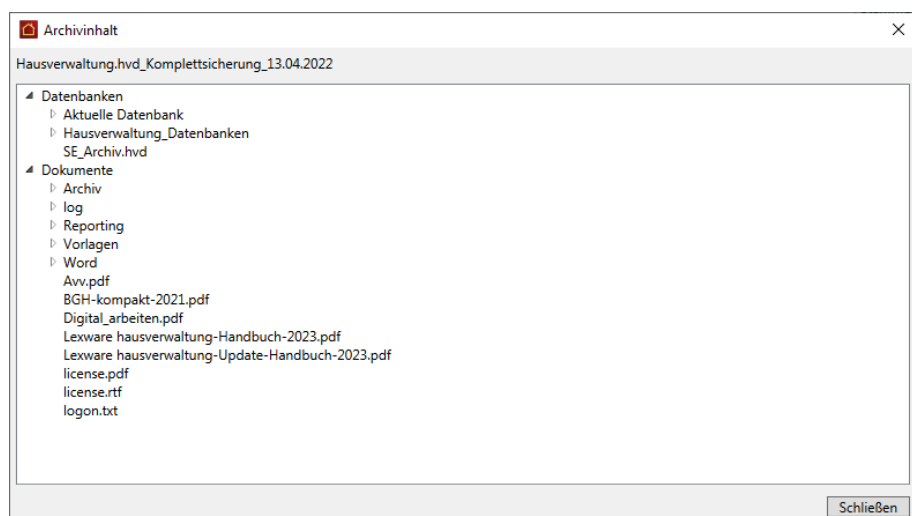 Archivinhalt
Hausverwaltung.hvd_Komplettsicherung_13.04.2022
Datenbanken
Aktuelle Datenbank
Hausverwaltung_Datenbanken
SE_Archiv.hvd
Dokumente
Archiv
log
Reporting
Vorlagen
Word
Avv.pdf
BGH-kompakt-2021.pdf
Digital_arbeiten.pdf
Lexware hausverwaltung-Handbuch-2023.pdf
Lexware hausverwaltung-Update-Handbuch-2023.pdf
license.pdf
license.rtf
logon.txt
Schließen